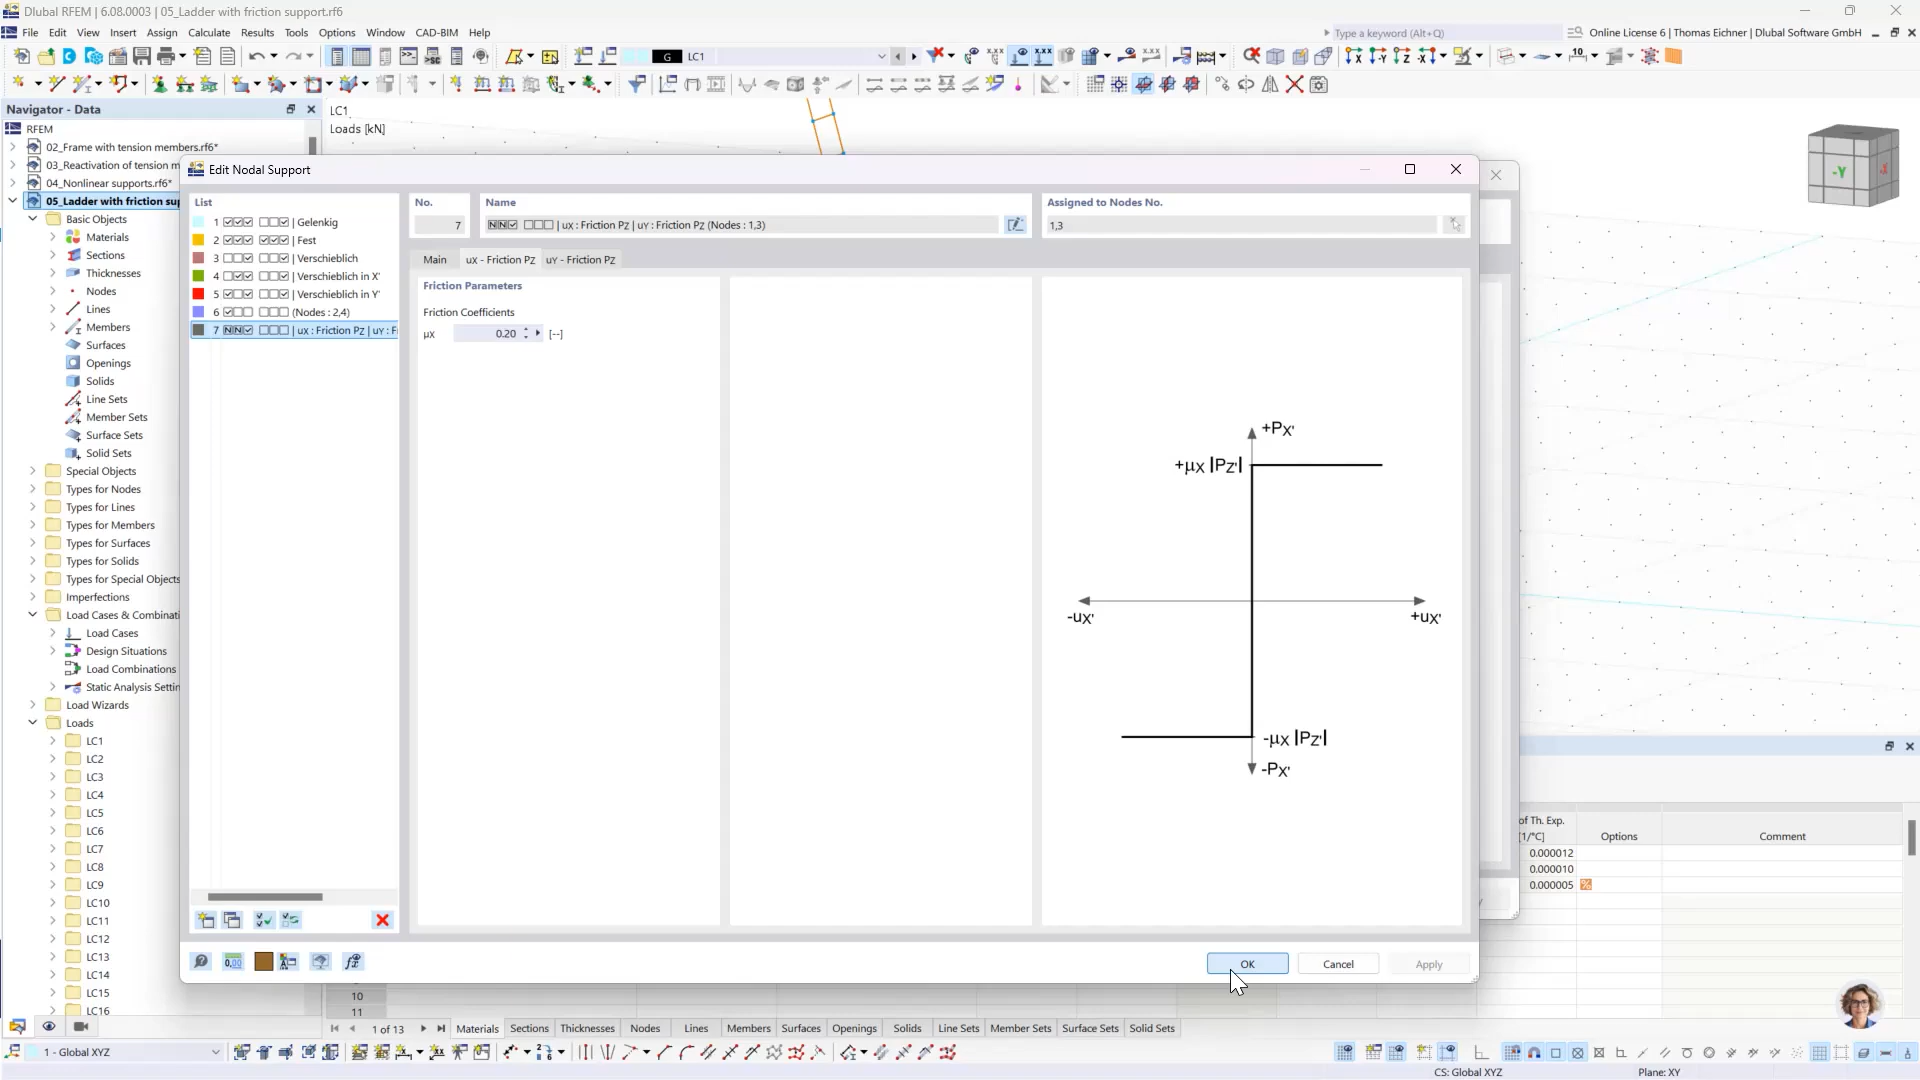 Dlubal RFEM | 6.08.0003 | 05_Ladder with friction support.rf6
File Edit View Insert Assign Calculate Results Tools Options Window CAD-BIM Help
Type a keyword (Alt+Q)
Online License 6 | Thomas Eichner | Dlubal Software GmbH
G LC1
Navigator - Data
RFEM
02_Frame with tension members.rf6*
03_Reactivation of tension m
04_Nonlinear supports.rf6*
05_Ladder with friction sup
Basic Objects
Materials
Sections
Thicknesses
Nodes
Lines
Members
Surfaces
Openings
Solids
Line Sets
Member Sets
Surface Sets
Solid Sets
Special Objects
Types for Nodes
Types for Lines
Types for Members
Types for Surfaces
Types for Solids
Types for Special Objects
Imperfections
Load Cases & Combinati
Load Cases
Design Situations
Load Combinations
Static Analysis Settin
Load Wizards
Loads
LC1
LC2
LC3
LC4
LC5
LC6
LC7
LC8
LC9
LC10
LC11
LC12
LC13
LC14
LC15
LC16
LC1
Loads [kN]
Edit Nodal Support
List
1 | Gelenkig
2 | Fest
3 | Verschieblich
4 | Verschieblich in X'
5 | Verschieblich in Y'
6 (Nodes : 2,4)
7 | uX : Friction PZ | uY : F
No.
7
Name
| uX : Friction PZ | uY : Friction PZ (Nodes : 1,3)
Assigned to Nodes No.
1,3
Main uX - Friction PZ uY - Friction PZ
Friction Parameters
Friction Coefficients
μX 0.20 [--]
+PX'
+μX |PZ'|
-uX' +uX'
-μX |PZ'|
-PX'
OK Cancel Apply
-Y
of Th. Exp.
[1/°C] Options Comment
0.000012
0.000010
0.000005
10
11
1 of 13 Materials Sections Thicknesses Nodes Lines Members Surfaces Openings Solids Line Sets Member Sets Surface Sets Solid Sets
1 - Global XYZ
CS: Global XYZ Plane: XY